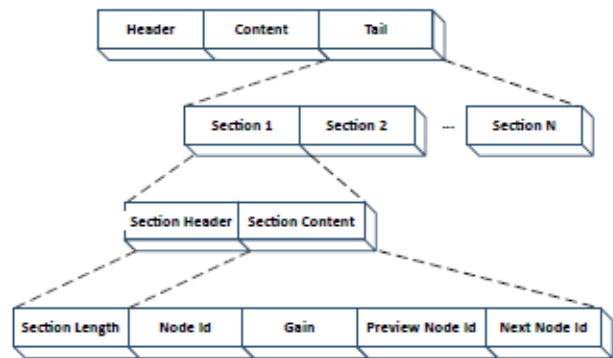 Header Content Tail
Section 1 Section 2 ... Section N
Section Header Section Content
Section Length Node Id Gain Preview Node Id Next Node Id